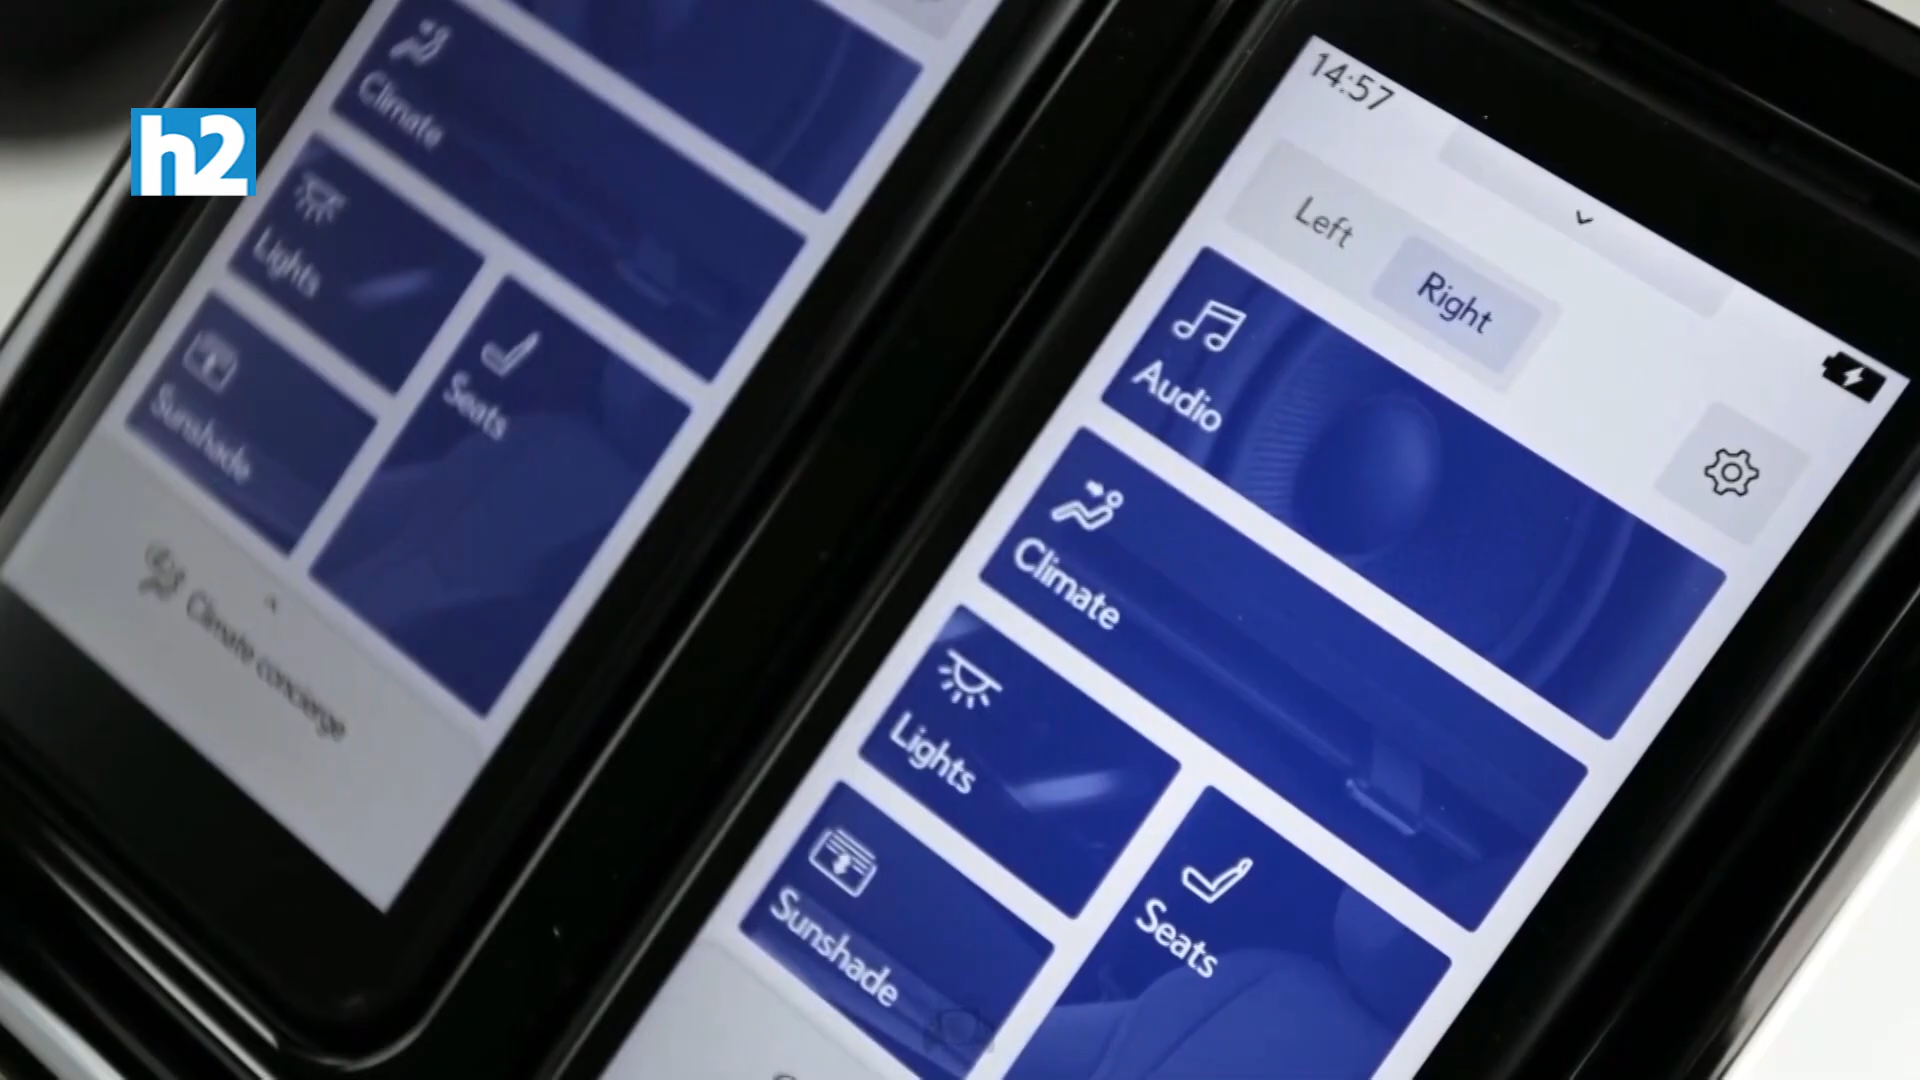 h2
Climate
Lights
Seats
Sunshade
Climate concierge
14:57
Left
Right
Audio
Climate
Lights
Seats
Sunshade